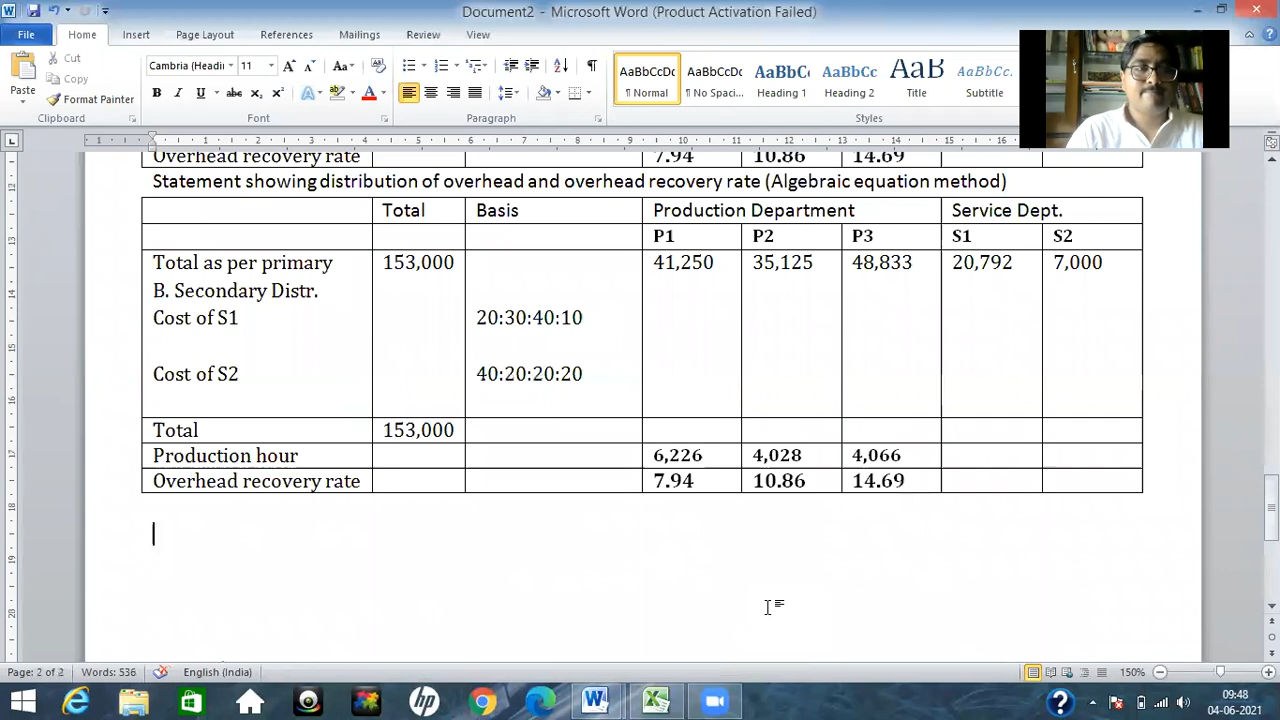 Document2 - Microsoft Word (Product Activation Failed)
File Home Insert Page Layout References Mailings Review View
Cut
Copy
Format Painter
Paste
Clipboard
Cambria (Headi 11
Font
Paragraph
AaBbCcDc AaBbCcDc AaBbC AaBbCc AaB AaBbCcL
¶ Normal ¶ No Spaci... Heading 1 Heading 2 Title Subtitle
Styles
Overhead recovery rate 7.94 10.86 14.69
Statement showing distribution of overhead and overhead recovery rate (Algebraic equation method)
Total Basis Production Department Service Dept.
P1 P2 P3 S1 S2
Total as per primary 153,000 41,250 35,125 48,833 20,792 7,000
B. Secondary Distr.
Cost of S1 20:30:40:10
Cost of S2 40:20:20:20
Total 153,000
Production hour 6,226 4,028 4,066
Overhead recovery rate 7.94 10.86 14.69
Page: 2 of 2 Words: 536 English (India) 150%
09:48
04-06-2021